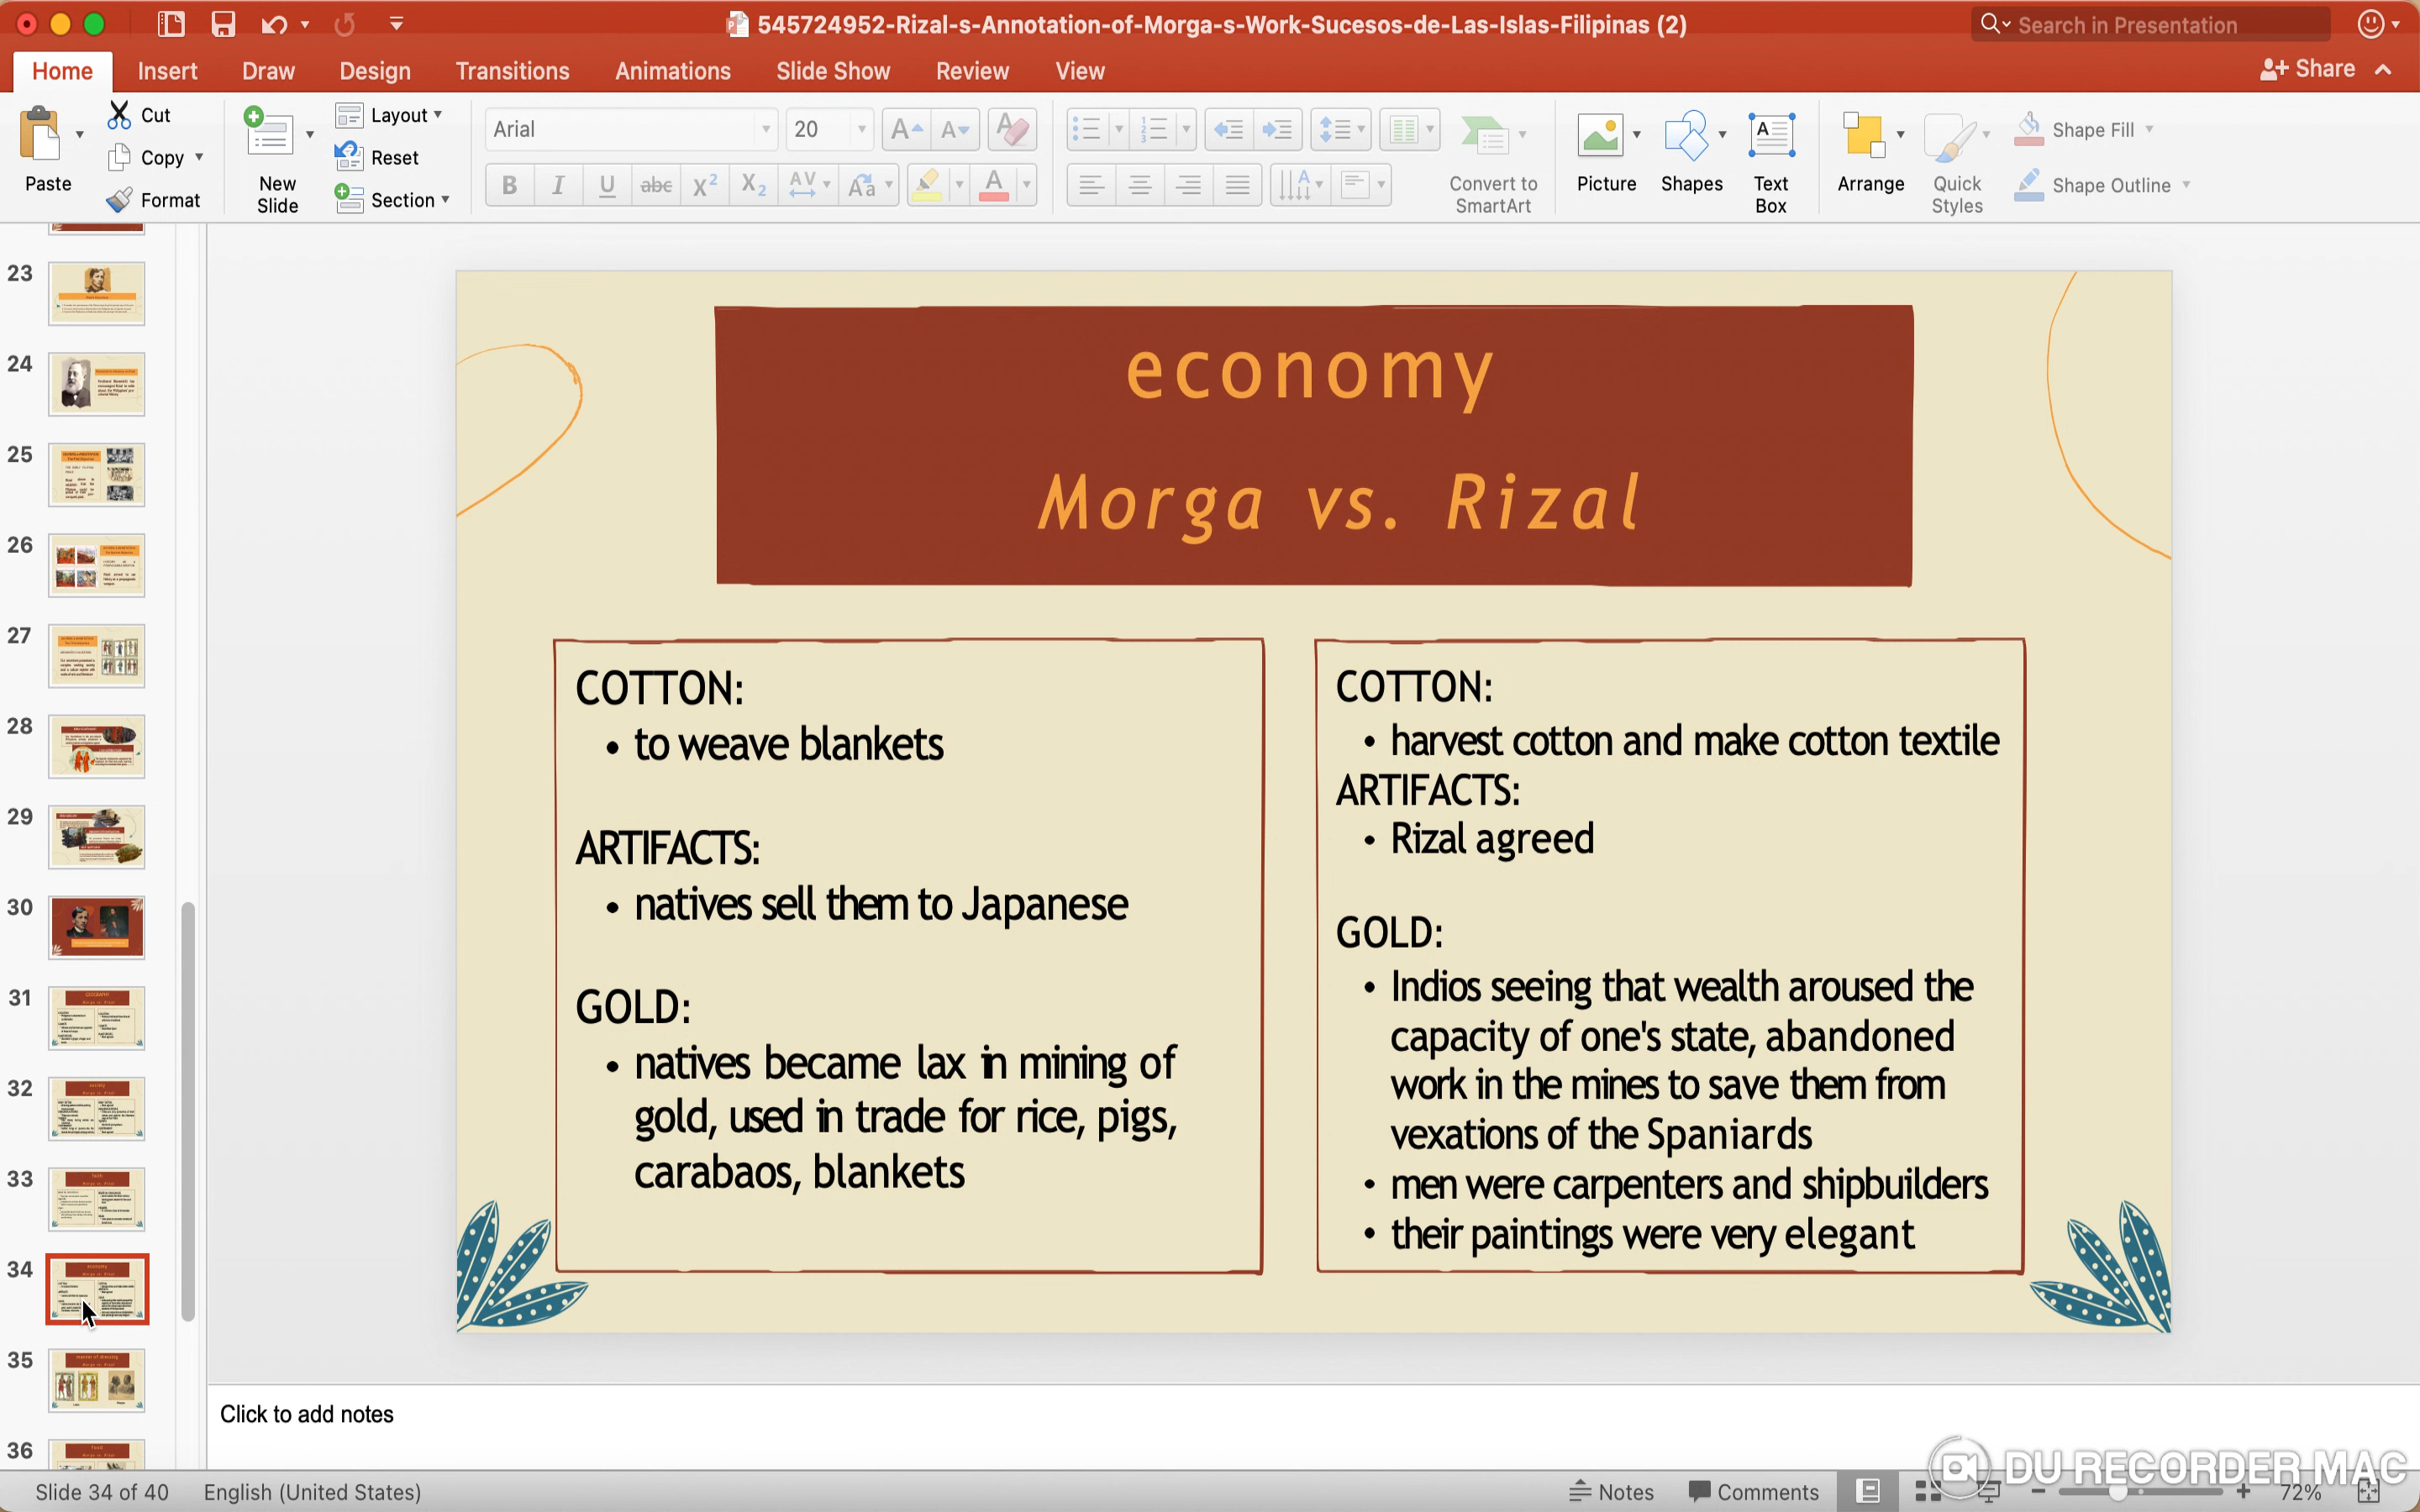 545724952-Rizal-s-Annotation-of-Morga-s-Work-Sucesos-de-Las-Islas-Filipinas (2)
Search in Presentation
Home Insert Draw Design Transitions Animations Slide Show Review View
Share
Paste
Cut
Copy
Format
New Slide
Layout
Reset
Section
Arial 20
Convert to SmartArt
Picture
Shapes
Text Box
Arrange
Quick Styles
Shape Fill
Shape Outline
23
24
25
26
27
28
29
30
31
32
33
34
35
36
economy
Morga vs. Rizal
COTTON:
• to weave blankets
ARTIFACTS:
• natives sell them to Japanese
GOLD:
• natives became lax in mining of
gold, used in trade for rice, pigs,
carabaos, blankets
COTTON:
• harvest cotton and make cotton textile
ARTIFACTS:
• Rizal agreed
GOLD:
• Indios seeing that wealth aroused the
capacity of one's state, abandoned
work in the mines to save them from
vexations of the Spaniards
• men were carpenters and shipbuilders
• their paintings were very elegant
Click to add notes
Slide 34 of 40 English (United States)
Notes Comments 72%
DU RECORDER MAC